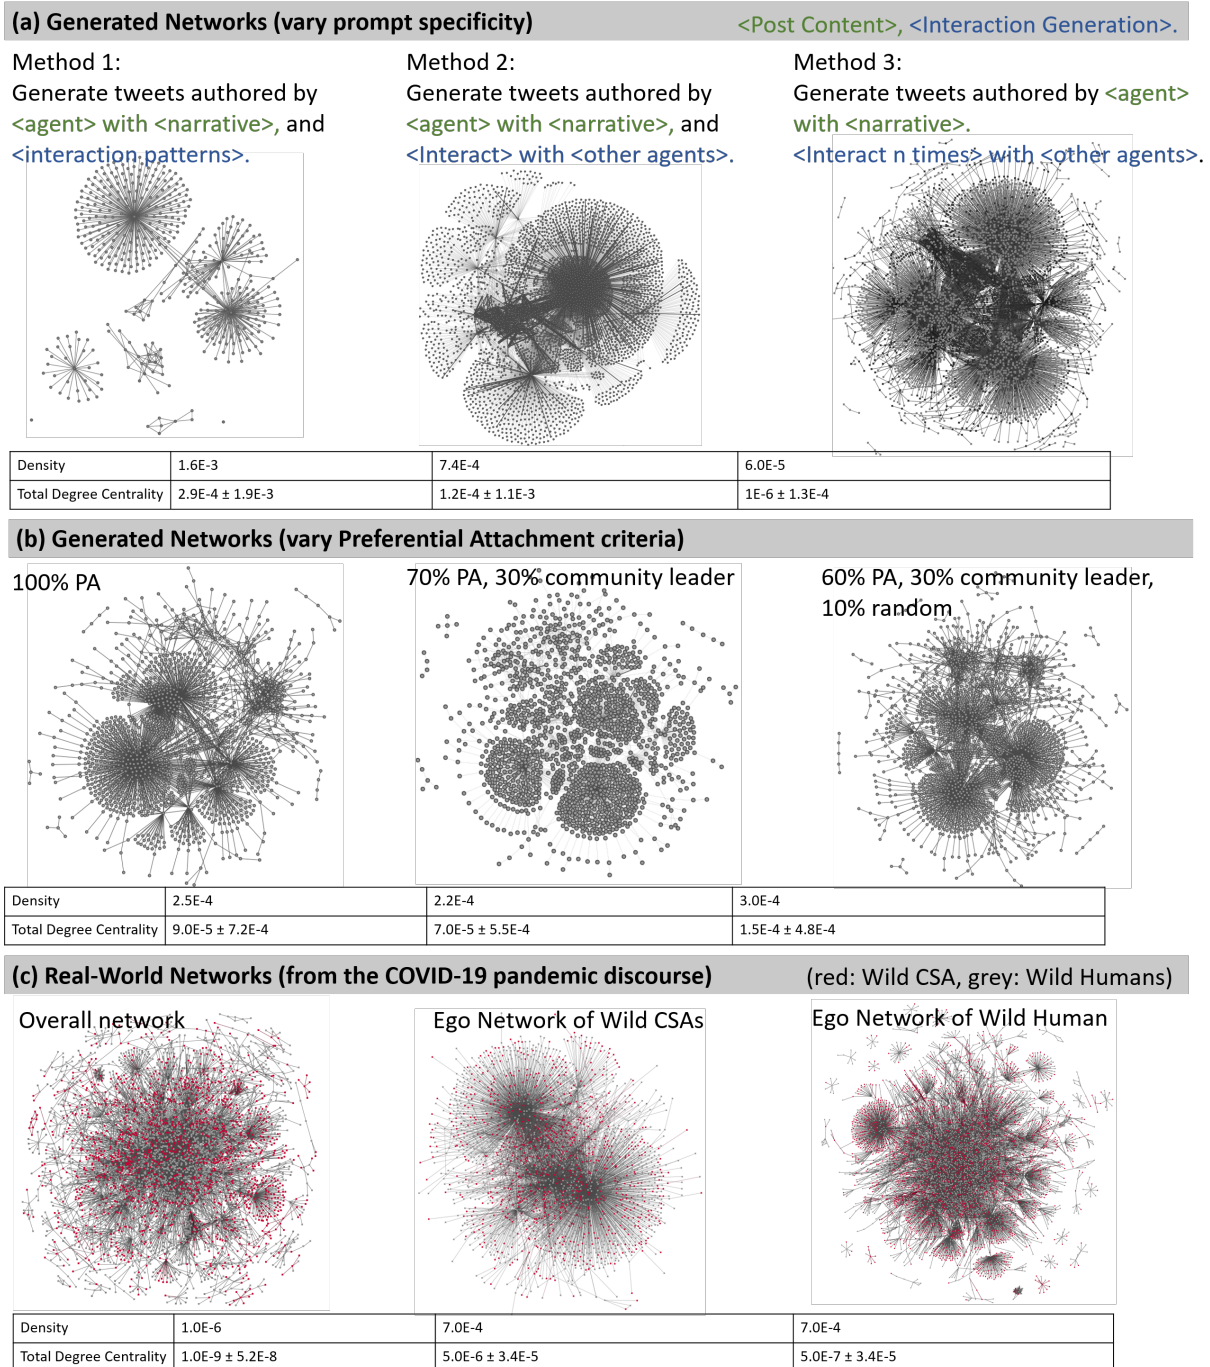 (a) Generated Networks (vary prompt specificity) <Post Content>, <Interaction Generation>.
Method 1:
Generate tweets authored by
<agent> with <narrative>, and
<interaction patterns>.
Method 2:
Generate tweets authored by
<agent> with <narrative>, and
<Interact> with <other agents>.
Method 3:
Generate tweets authored by <agent>
with <narrative>.
<Interact n times> with <other agents>.
Density 1.6E-3 7.4E-4 6.0E-5
Total Degree Centrality 2.9E-4 ± 1.9E-3 1.2E-4 ± 1.1E-3 1E-6 ± 1.3E-4
(b) Generated Networks (vary Preferential Attachment criteria)
100% PA
70% PA, 30% community leader
60% PA, 30% community leader,
10% random
Density 2.5E-4 2.2E-4 3.0E-4
Total Degree Centrality 9.0E-5 ± 7.2E-4 7.0E-5 ± 5.5E-4 1.5E-4 ± 4.8E-4
(c) Real-World Networks (from the COVID-19 pandemic discourse) (red: Wild CSA, grey: Wild Humans)
Overall network
Ego Network of Wild CSAs
Ego Network of Wild Human
Density 1.0E-6 7.0E-4 7.0E-4
Total Degree Centrality 1.0E-9 ± 5.2E-8 5.0E-6 ± 3.4E-5 5.0E-7 ± 3.4E-5